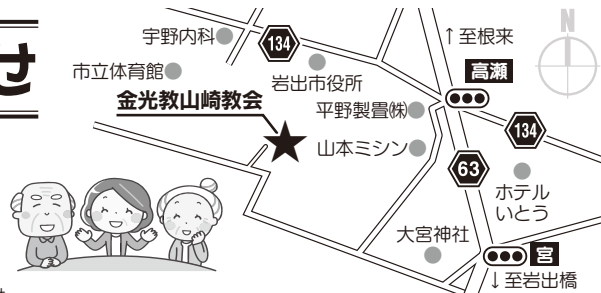 せ
宇野内科
134
↑至根来
N
市立体育館
岩出市役所
高瀬
金光教山崎教会
平野製畳㈱
134
山本ミシン
63
ホテル
いとう
大宮神社
宮
↓至岩出橋